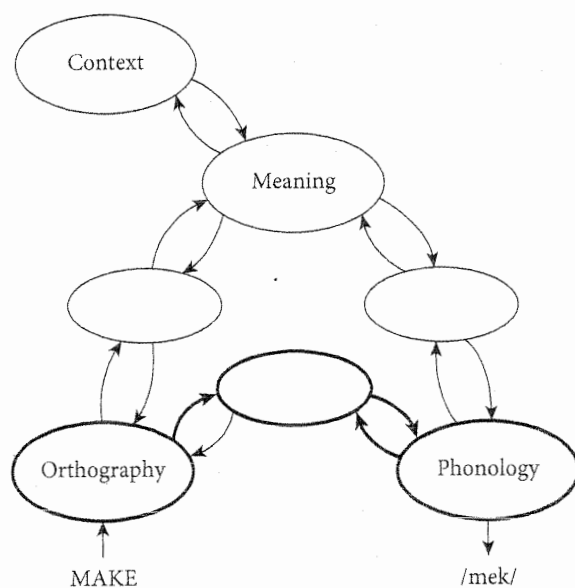 Context
Meaning
Orthography
Phonology
MAKE
/mek/